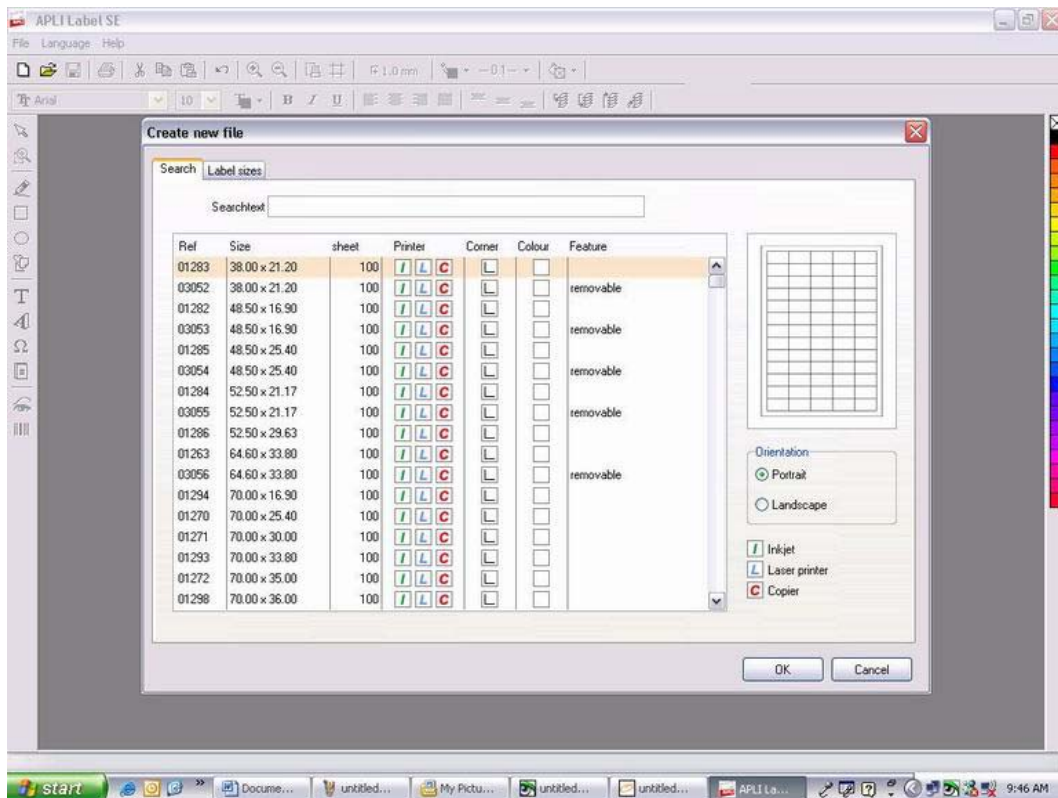 APLI Label SE
File Language Help
F 1.0 mm
Arial 10 B I U
Create new file
Search Label sizes
Searchtext
Ref Size sheet Printer Corner Colour Feature
01283 38.00 x 21.20 100 I L C
03052 38.00 x 21.20 100 I L C removable
01282 48.50 x 16.90 100 I L C
03053 48.50 x 16.90 100 I L C removable
01285 48.50 x 25.40 100 I L C
03054 48.50 x 25.40 100 I L C removable
01284 52.50 x 21.17 100 I L C
03055 52.50 x 21.17 100 I L C removable
01286 52.50 x 29.63 100 I L C
01263 64.60 x 33.80 100 I L C
03056 64.60 x 33.80 100 I L C removable
01294 70.00 x 16.90 100 I L C
01270 70.00 x 25.40 100 I L C
01271 70.00 x 30.00 100 I L C
01293 70.00 x 33.80 100 I L C
01272 70.00 x 35.00 100 I L C
01298 70.00 x 36.00 100 I L C
Orientation
Portrait
Landscape
I Inkjet
L Laser printer
C Copier
OK Cancel
start Docume... untitled... My Pictu... untitled... untitled... APLI La... 9:46 AM